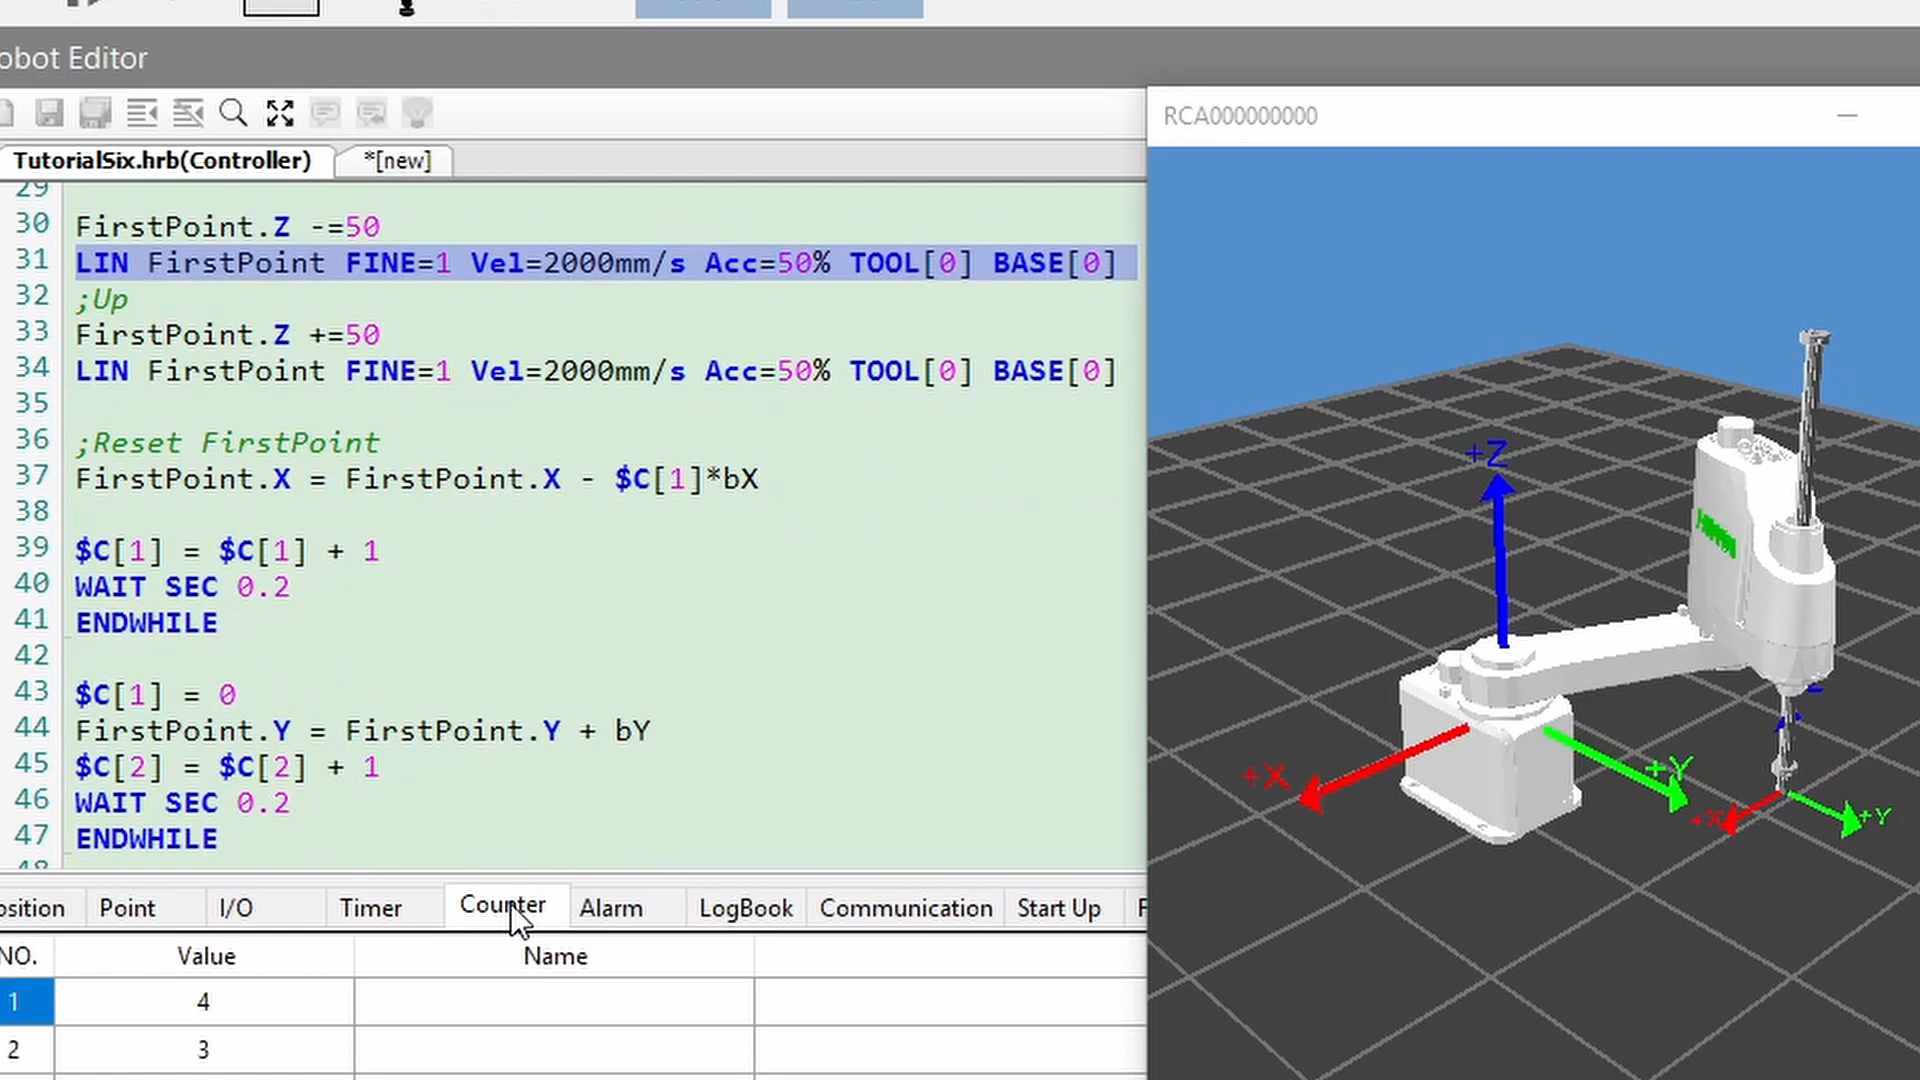 obot Editor
RCA000000000
TutorialSix.hrb(Controller)
*[new]
29
30 FirstPoint.Z -=50
31 LIN FirstPoint FINE=1 Vel=2000mm/s Acc=50% TOOL[0] BASE[0]
32 ;Up
33 FirstPoint.Z +=50
34 LIN FirstPoint FINE=1 Vel=2000mm/s Acc=50% TOOL[0] BASE[0]
35
36 ;Reset FirstPoint
37 FirstPoint.X = FirstPoint.X - $C[1]*bX
38
39 $C[1] = $C[1] + 1
40 WAIT SEC 0.2
41 ENDWHILE
42
43 $C[1] = 0
44 FirstPoint.Y = FirstPoint.Y + bY
45 $C[2] = $C[2] + 1
46 WAIT SEC 0.2
47 ENDWHILE
48
+Z
+X
+Y
+X
+Y
osition Point I/O Timer Counter Alarm LogBook Communication Start Up
NO. Value Name
1 4
2 3